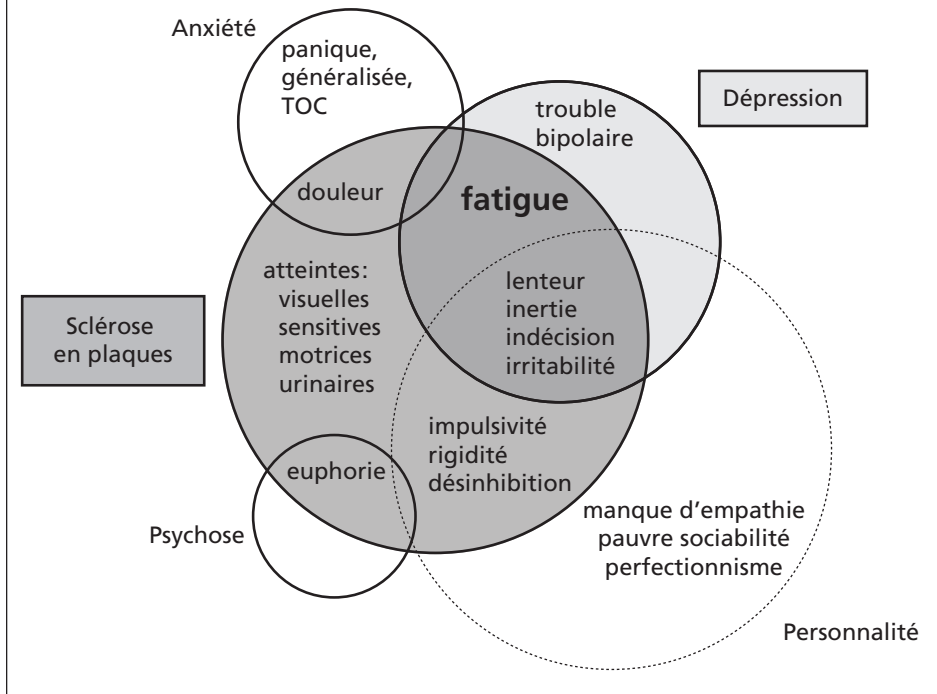 Anxiété
panique,
généralisée,
TOC
trouble
bipolaire
Dépression
douleur
fatigue
atteintes:
visuelles
sensitives
motrices
urinaires
lenteur
inertie
indécision
irritabilité
Sclérose
en plaques
impulsivité
rigidité
désinhibition
euphorie
Psychose
manque d'empathie
pauvre sociabilité
perfectionnisme
Personnalité